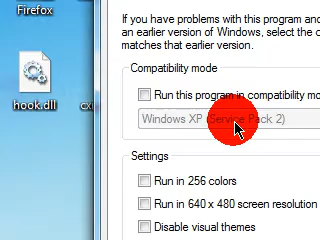 Firefox
hook.dll
If you have problems with this program and
an earlier version of Windows, select the c
matches that earlier version.
Compatibility mode
Run this program in compatibility mo
Windows XP (Service Pack 2)
Settings
Run in 256 colors
Run in 640 x 480 screen resolution
Disable visual themes